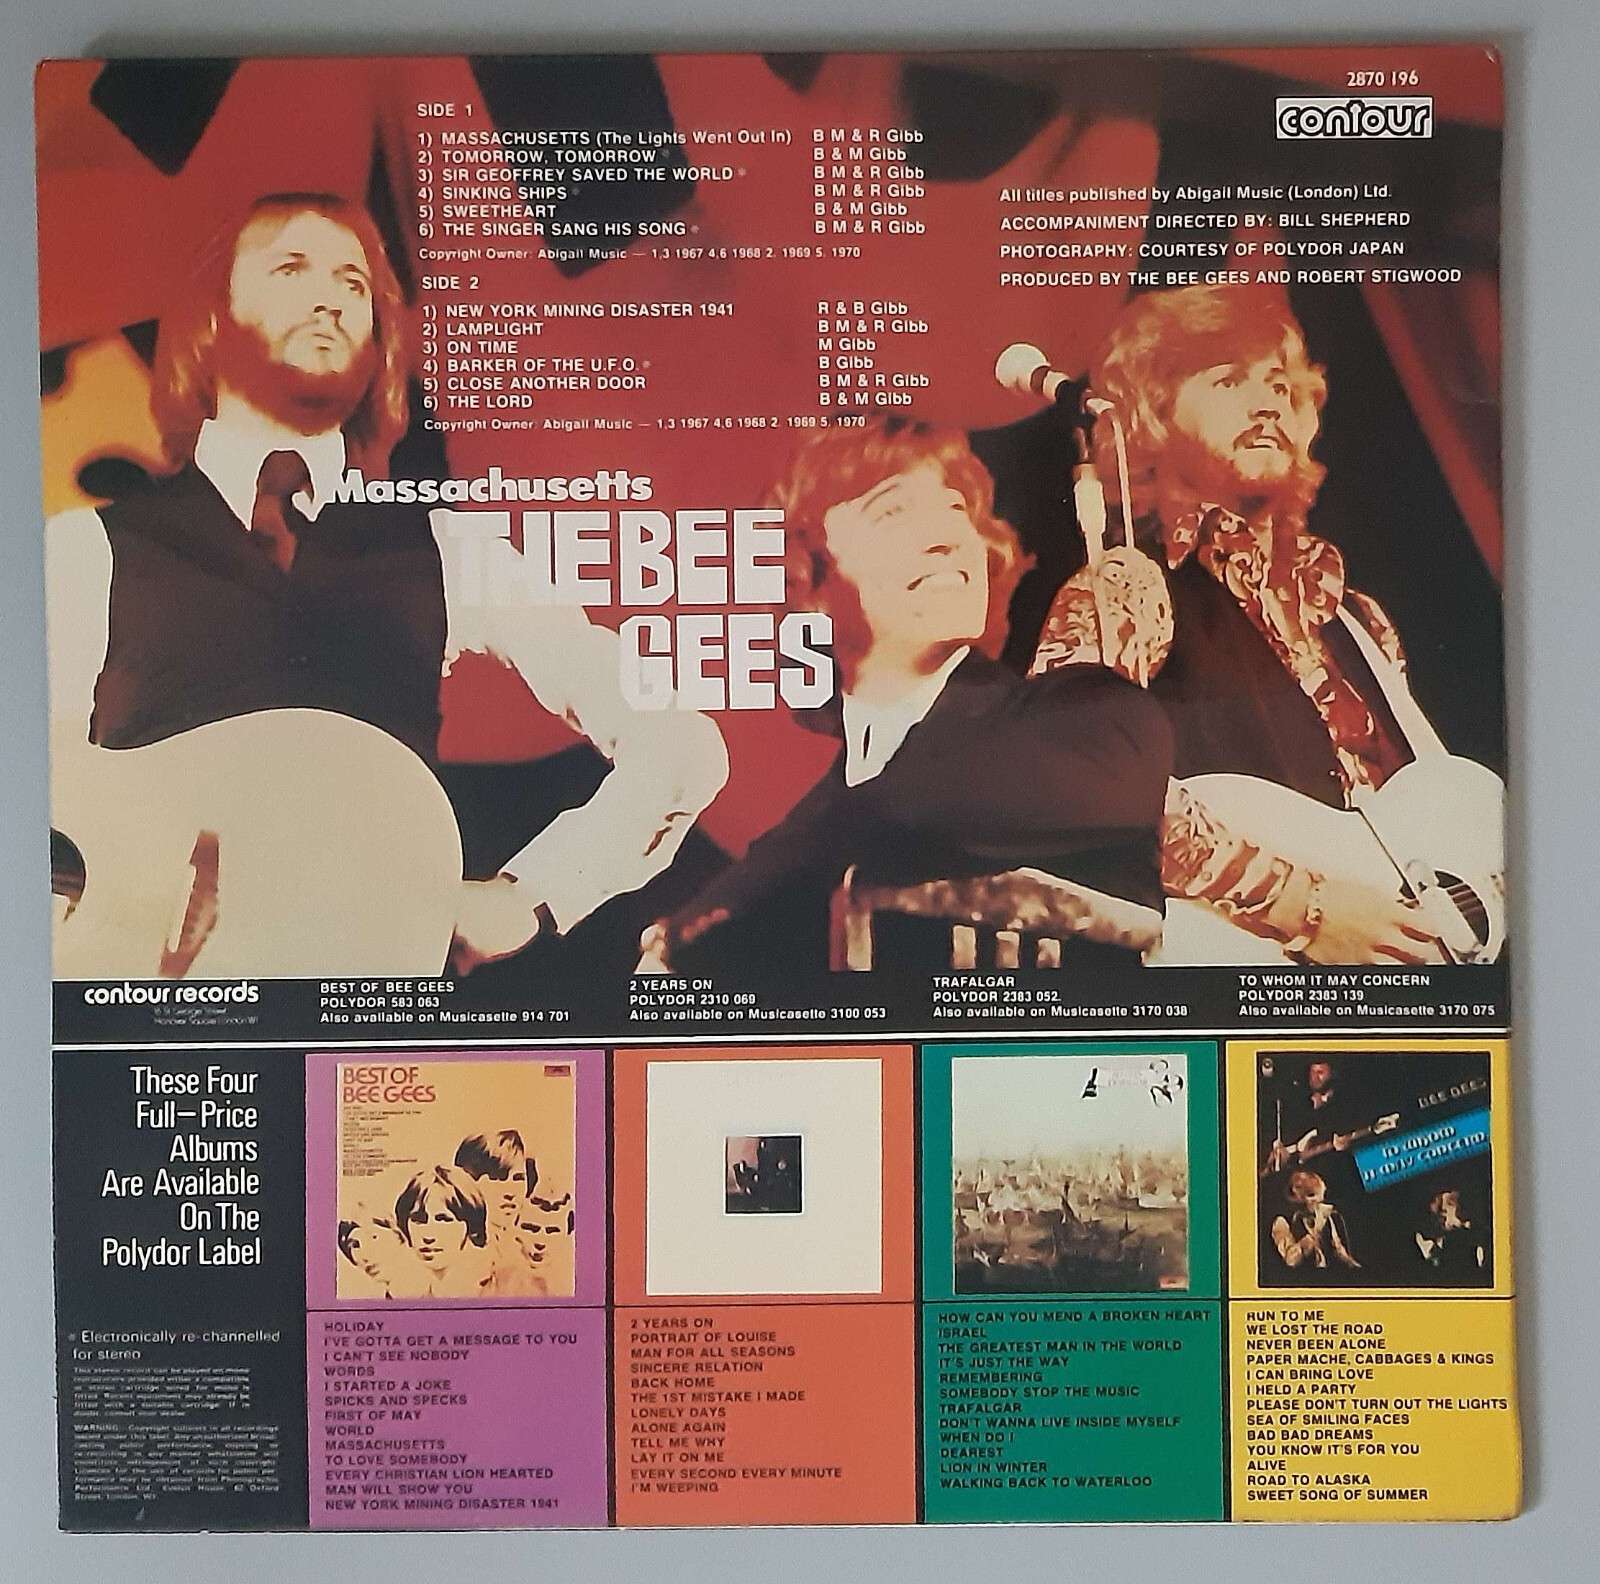 2870 196
contour
SIDE 1
1) MASSACHUSETTS (The Lights Went Out In) B M & R Gibb
2) TOMORROW, TOMORROW * B & M Gibb
3) SIR GEOFFREY SAVED THE WORLD * B M & R Gibb
4) SINKING SHIPS * B M & R Gibb
5) SWEETHEART B & M Gibb
6) THE SINGER SANG HIS SONG * B M & R Gibb
Copyright Owner: Abigail Music — 1,3 1967 4,6 1968 2. 1969 5. 1970
SIDE 2
1) NEW YORK MINING DISASTER 1941 R & B Gibb
2) LAMPLIGHT B M & R Gibb
3) ON TIME M Gibb
4) BARKER OF THE U.F.O. * B Gibb
5) CLOSE ANOTHER DOOR B M & R Gibb
6) THE LORD B & M Gibb
Copyright Owner: Abigail Music — 1,3 1967 4,6 1968 2. 1969 5. 1970
All titles published by Abigail Music (London) Ltd.
ACCOMPANIMENT DIRECTED BY: BILL SHEPHERD
PHOTOGRAPHY: COURTESY OF POLYDOR JAPAN
PRODUCED BY THE BEE GEES AND ROBERT STIGWOOD
Massachusetts
THE BEE
GEES
contour records
BEST OF BEE GEES
POLYDOR 583 063
Also available on Musicasette 914 701
2 YEARS ON
POLYDOR 2310 069
Also available on Musicasette 3100 053
TRAFALGAR
POLYDOR 2383 052.
Also available on Musicasette 3170 038
TO WHOM IT MAY CONCERN
POLYDOR 2383 139
Also available on Musicasette 3170 075
These Four
Full—Price
Albums
Are Available
On The
Polydor Label
BEST OF
BEE GEES
BEE GEES
TO WHOM
IT MAY CONCERN
* Electronically re-channelled
for stereo
HOLIDAY
I'VE GOTTA GET A MESSAGE TO YOU
I CAN'T SEE NOBODY
WORDS
I STARTED A JOKE
SPICKS AND SPECKS
FIRST OF MAY
WORLD
MASSACHUSETTS
TO LOVE SOMEBODY
EVERY CHRISTIAN LION HEARTED
MAN WILL SHOW YOU
NEW YORK MINING DISASTER 1941
2 YEARS ON
PORTRAIT OF LOUISE
MAN FOR ALL SEASONS
SINCERE RELATION
BACK HOME
THE 1ST MISTAKE I MADE
LONELY DAYS
ALONE AGAIN
TELL ME WHY
LAY IT ON ME
EVERY SECOND EVERY MINUTE
I'M WEEPING
HOW CAN YOU MEND A BROKEN HEART
ISRAEL
THE GREATEST MAN IN THE WORLD
IT'S JUST THE WAY
REMEMBERING
SOMEBODY STOP THE MUSIC
TRAFALGAR
DON'T WANNA LIVE INSIDE MYSELF
WHEN DO I
DEAREST
LION IN WINTER
WALKING BACK TO WATERLOO
RUN TO ME
WE LOST THE ROAD
NEVER BEEN ALONE
PAPER MACHE, CABBAGES & KINGS
I CAN BRING LOVE
I HELD A PARTY
PLEASE DON'T TURN OUT THE LIGHTS
SEA OF SMILING FACES
BAD BAD DREAMS
YOU KNOW IT'S FOR YOU
ALIVE
ROAD TO ALASKA
SWEET SONG OF SUMMER